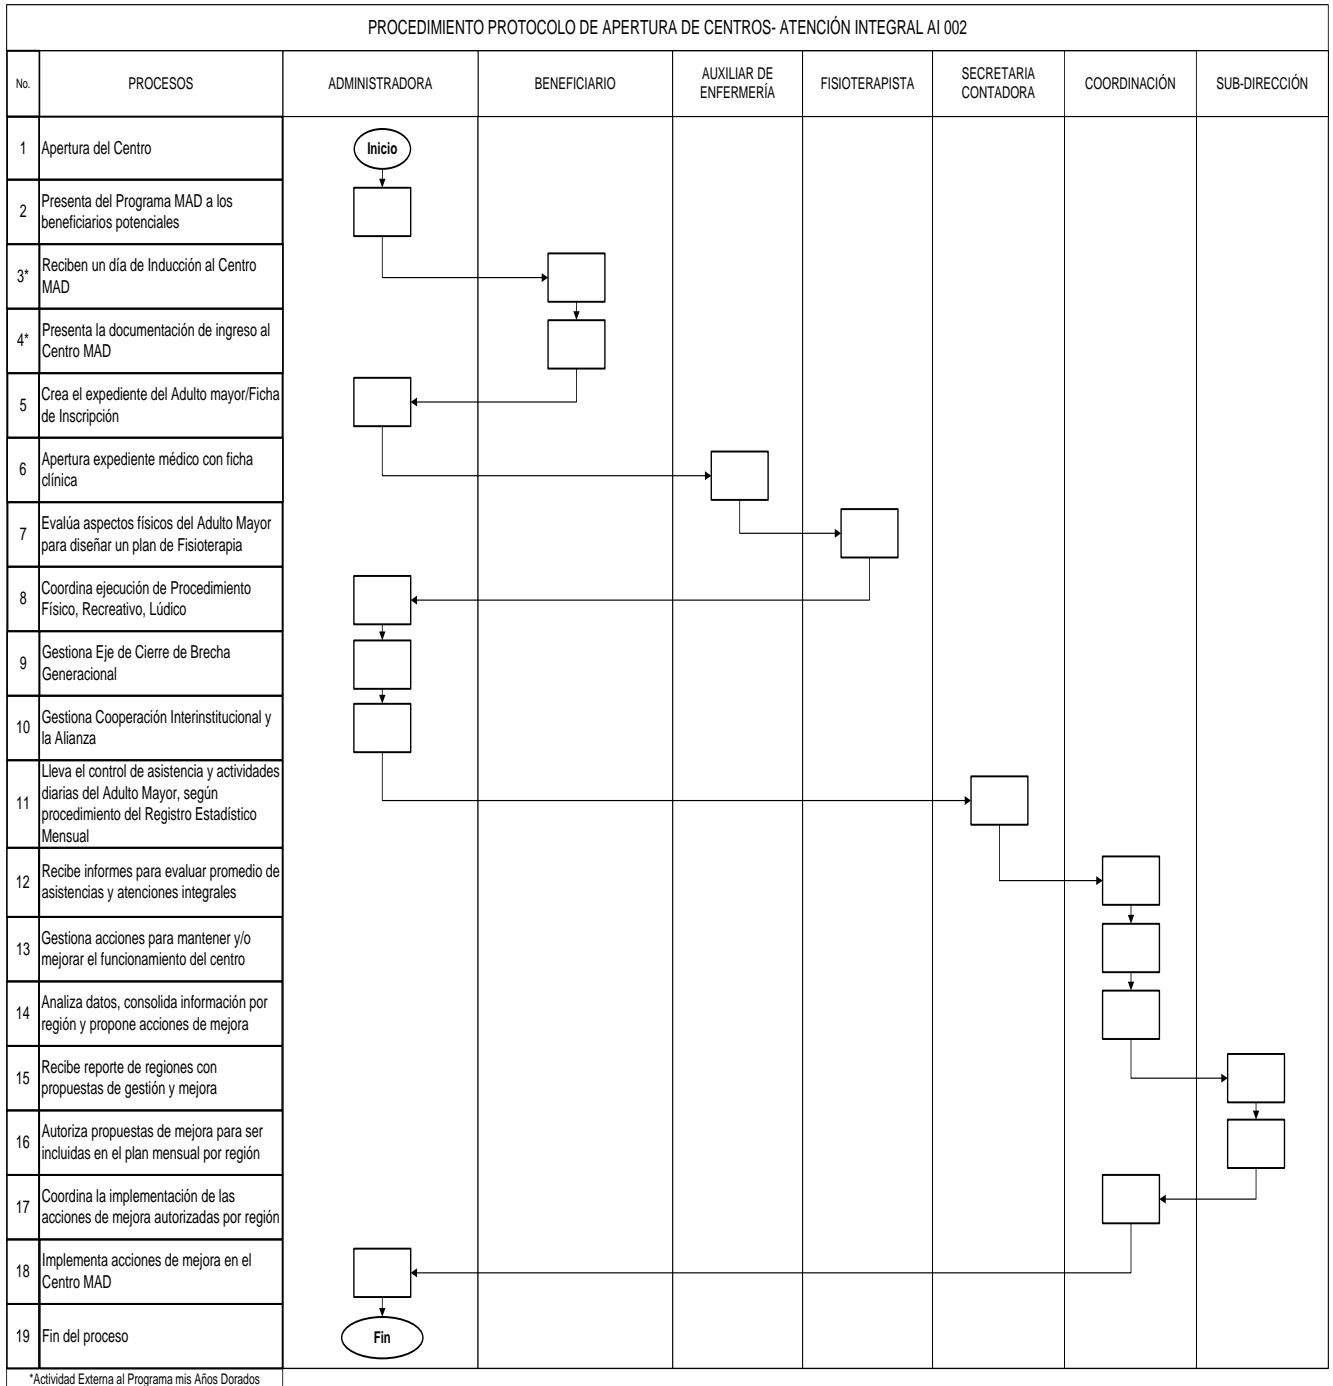 PROCEDIMIENTO PROTOCOLO DE APERTURA DE CENTROS- ATENCIÓN INTEGRAL AI 002
No.
PROCESOS
ADMINISTRADORA
BENEFICIARIO
AUXILIAR DE
ENFERMERÍA
FISIOTERAPISTA
SECRETARIA
CONTADORA
COORDINACIÓN
SUB-DIRECCIÓN
1
Apertura del Centro
Inicio
2
Presenta del Programa MAD a los
beneficiarios potenciales
3*
Reciben un día de Inducción al Centro
MAD
4*
Presenta la documentación de ingreso al
Centro MAD
5
Crea el expediente del Adulto mayor/Ficha
de Inscripción
6
Apertura expediente médico con ficha
clínica
7
Evalúa aspectos físicos del Adulto Mayor
para diseñar un plan de Fisioterapia
8
Coordina ejecución de Procedimiento
Físico, Recreativo, Lúdico
9
Gestiona Eje de Cierre de Brecha
Generacional
10
Gestiona Cooperación Interinstitucional y
la Alianza
11
Lleva el control de asistencia y actividades
diarias del Adulto Mayor, según
procedimiento del Registro Estadístico
Mensual
12
Recibe informes para evaluar promedio de
asistencias y atenciones integrales
13
Gestiona acciones para mantener y/o
mejorar el funcionamiento del centro
14
Analiza datos, consolida información por
región y propone acciones de mejora
15
Recibe reporte de regiones con
propuestas de gestión y mejora
16
Autoriza propuestas de mejora para ser
incluidas en el plan mensual por región
17
Coordina la implementación de las
acciones de mejora autorizadas por región
18
Implementa acciones de mejora en el
Centro MAD
19
Fin del proceso
Fin
*Actividad Externa al Programa mis Años Dorados